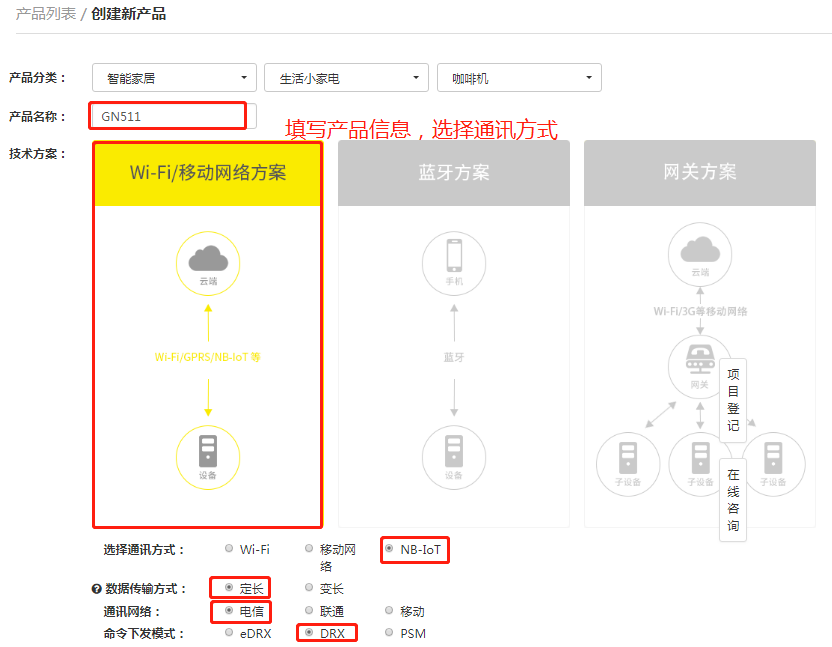 产品列表 / 创建新产品
产品分类： 智能家居 生活小家电 咖啡机
产品名称： GN511
填写产品信息，选择通讯方式
技术方案：
Wi-Fi/移动网络方案 蓝牙方案 网关方案
云端 手机 云端
Wi-Fi/3G等移动网络
Wi-Fi/GPRS/NB-IoT 等 蓝牙 网关
项目登记
设备 设备 子设备 子设备 子设备
在线咨询
选择通讯方式： Wi-Fi 移动网络 NB-IoT
数据传输方式： 定长 变长
通讯网络： 电信 联通 移动
命令下发模式： eDRX DRX PSM